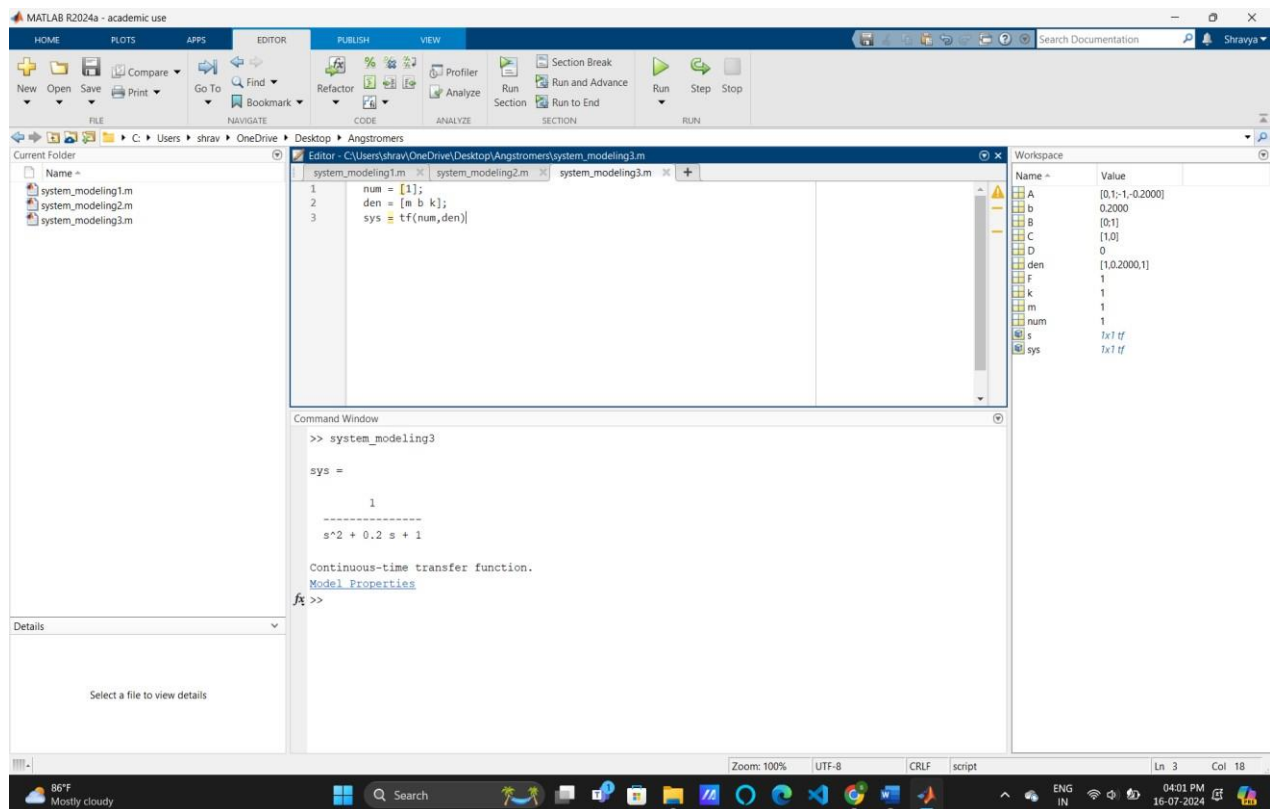 MATLAB R2024a - academic use
HOME PLOTS APPS EDITOR PUBLISH VIEW Search Documentation Shravya
New Open Save Compare Print Go To Find Bookmark Refactor Profiler Analyze Run Section Section Break Run and Advance Run to End Run Step Stop
FILE NAVIGATE CODE ANALYZE SECTION RUN
C: Users shrav OneDrive Desktop Angstromers
Current Folder
Name
system_modeling1.m
system_modeling2.m
system_modeling3.m
Details
Select a file to view details
Editor - C:\Users\shrav\OneDrive\Desktop\Angstromers\system_modeling3.m
system_modeling1.m system_modeling2.m system_modeling3.m
1 num = [1];
2 den = [m b k];
3 sys = tf(num,den)
Command Window
>> system_modeling3
sys =
1
---------------
s^2 + 0.2 s + 1
Continuous-time transfer function.
Model Properties
fx >>
Workspace
Name Value
A [0,1;-1,-0.2000]
b 0.2000
B [0;1]
C [1,0]
D 0
den [1,0.2000,1]
F 1
k 1
m 1
num 1
s 1x1 tf
sys 1x1 tf
Zoom: 100% UTF-8 CRLF script Ln 3 Col 18
86°F
Mostly cloudy
Search
ENG
IN
04:01 PM
16-07-2024